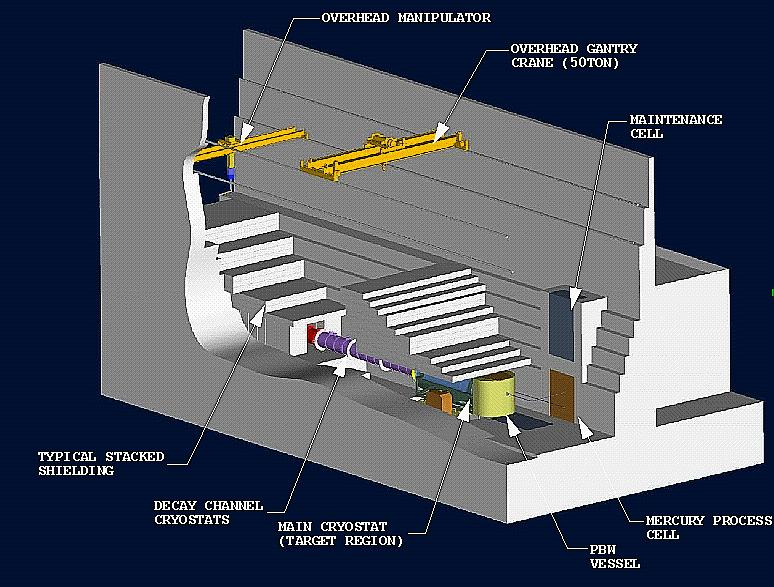 OVERHEAD MANIPULATOR
OVERHEAD GANTRY
CRANE (50TON)
MAINTENANCE
CELL
TYPICAL STACKED
SHIELDING
DECAY CHANNEL
CRYOSTATS
MAIN CRYOSTAT
(TARGET REGION)
PBW
VESSEL
MERCURY PROCESS
CELL